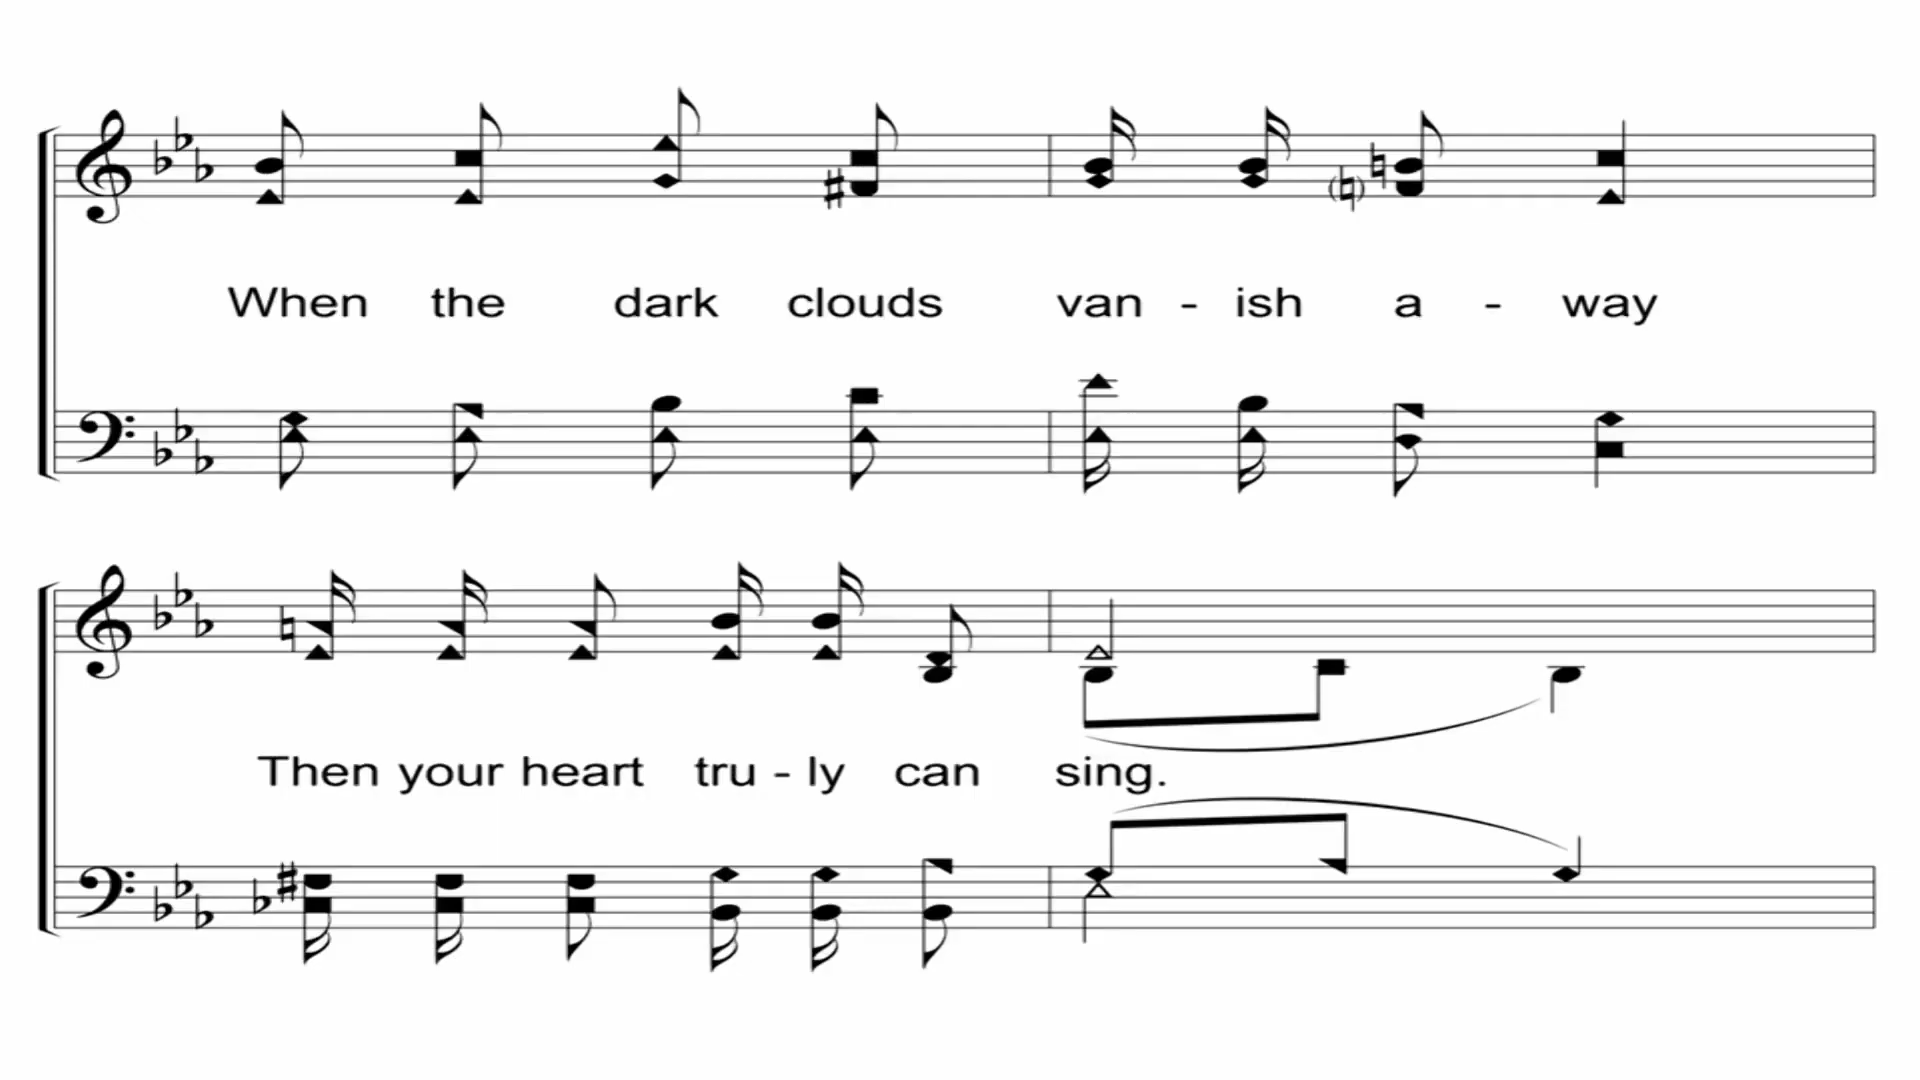 When the dark clouds van - ish a - way
Then your heart tru - ly can sing.